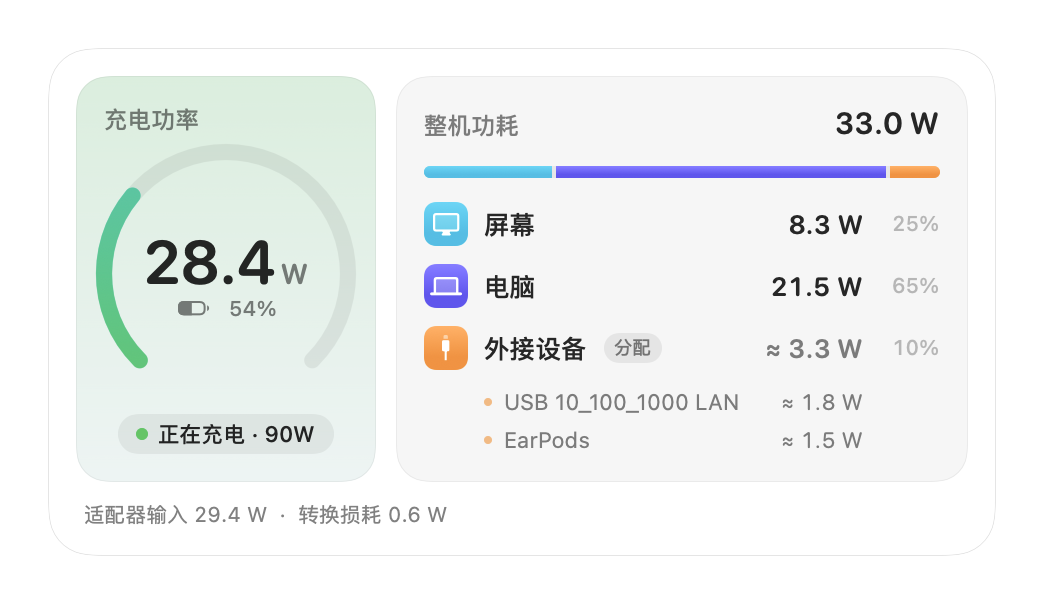 充电功率
28.4 W
54%
正在充电 · 90W
整机功耗 33.0 W
屏幕 8.3 W 25%
电脑 21.5 W 65%
外接设备 分配 ≈ 3.3 W 10%
USB 10_100_1000 LAN ≈ 1.8 W
EarPods ≈ 1.5 W
适配器输入 29.4 W · 转换损耗 0.6 W